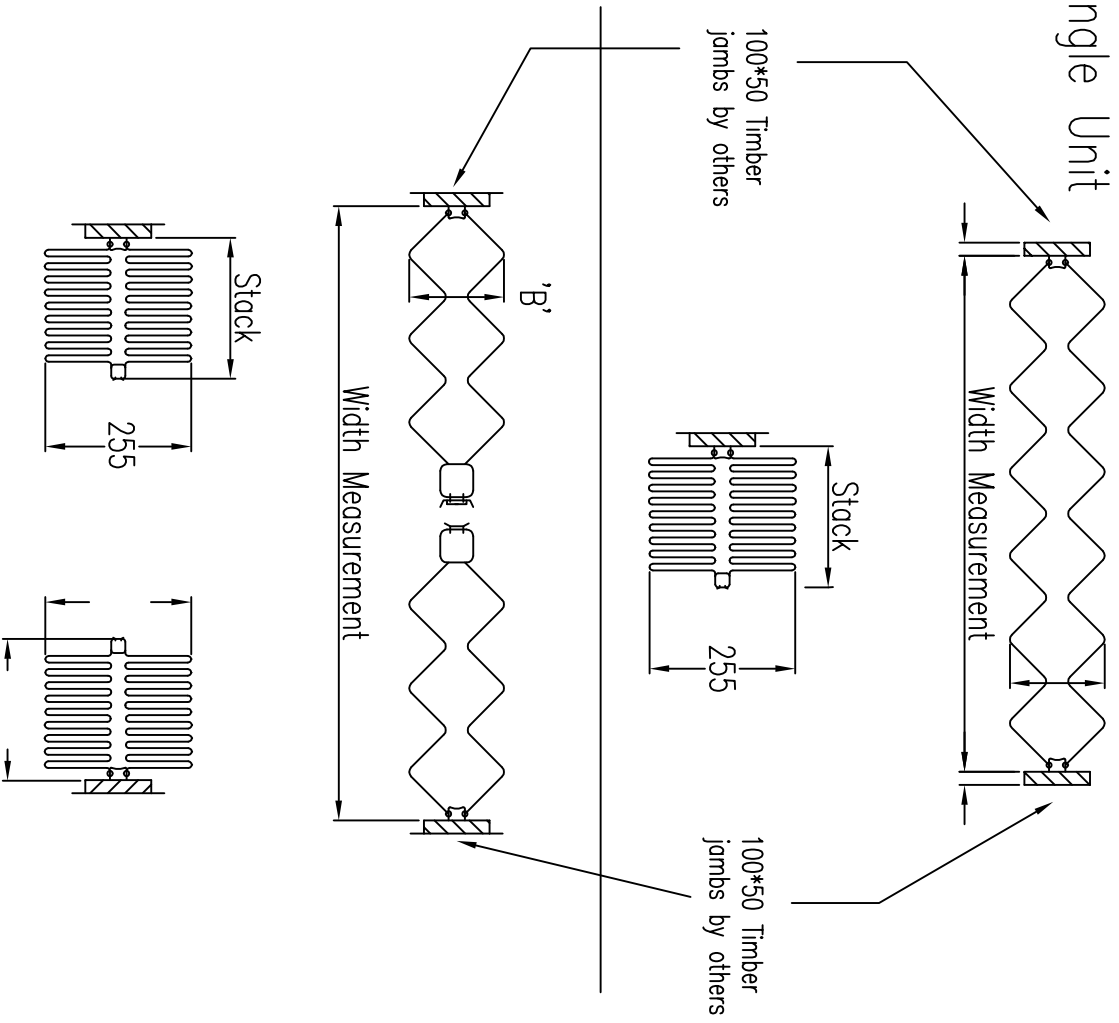 ngle Unit
100*50 Timber
jambs by others
Width Measurement
100*50 Timber
jambs by others
Stack
255
'B'
Width Measurement
Stack
255